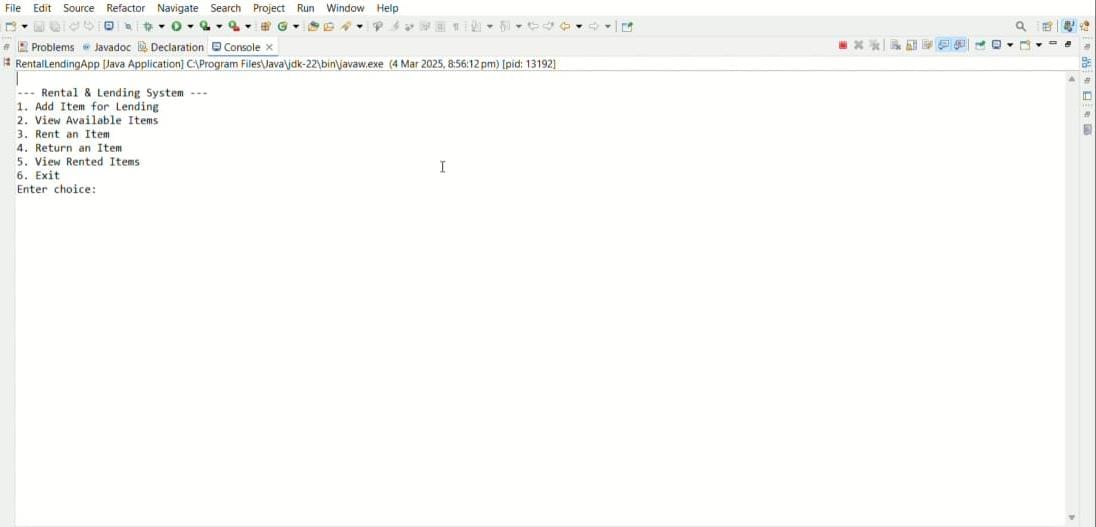 File Edit Source Refactor Navigate Search Project Run Window Help
Problems Javadoc Declaration Console
RentalLendingApp [Java Application] C:\Program Files\Java\jdk-22\bin\javaw.exe (4 Mar 2025, 8:56:12 pm) [pid: 13192]
--- Rental & Lending System ---
1. Add Item for Lending
2. View Available Items
3. Rent an Item
4. Return an Item
5. View Rented Items
6. Exit
Enter choice: